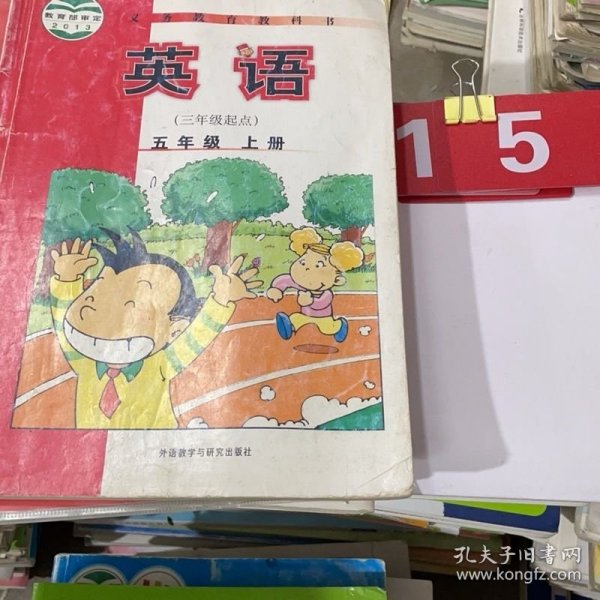 教育部审定
2013
义务教育教科书
英语
(三年级起点)
五年级 上册
15
外语教学与研究出版社
孔夫子旧书网
www.kongfz.com